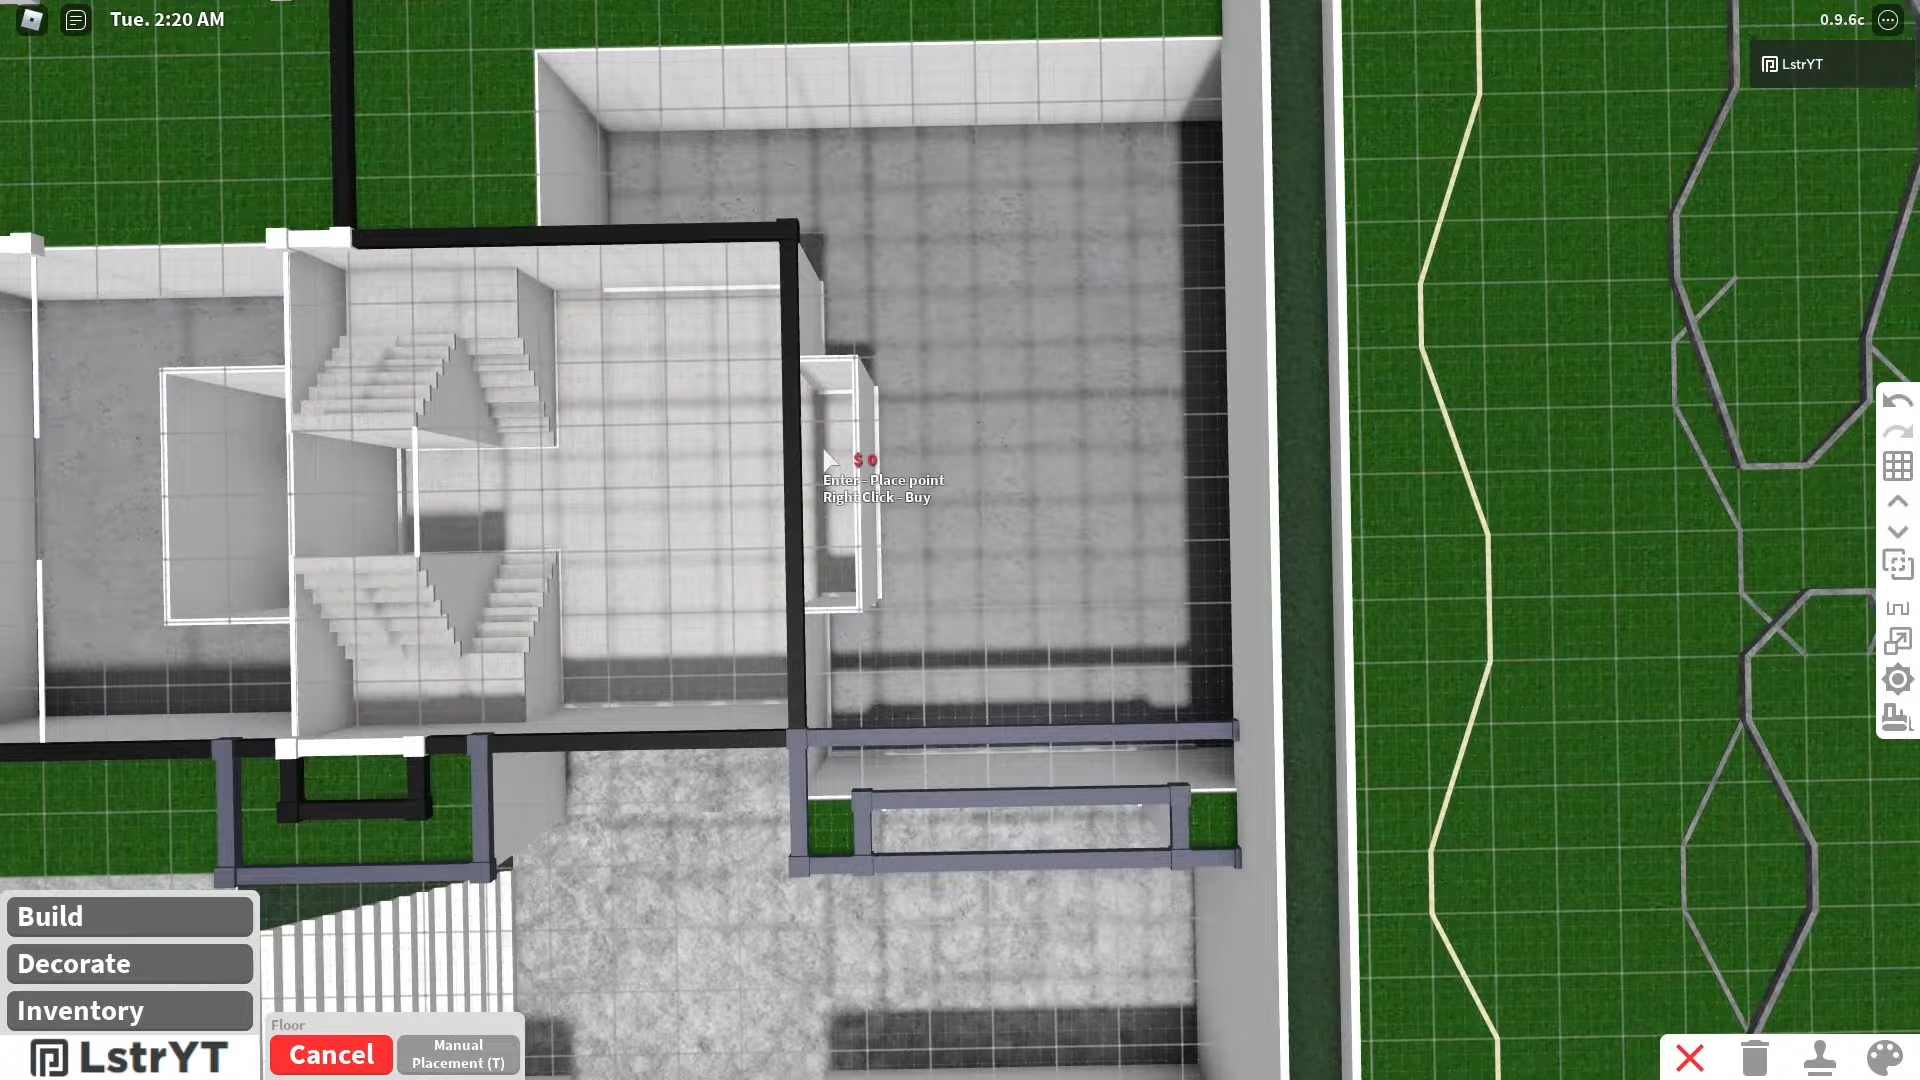 Tue. 2:20 AM
0.9.6c
LstrYT
$ 0
Enter - Place point
Right Click - Buy
Build
Decorate
Inventory
LstrYT
Floor
Cancel
Manual
Placement (T)